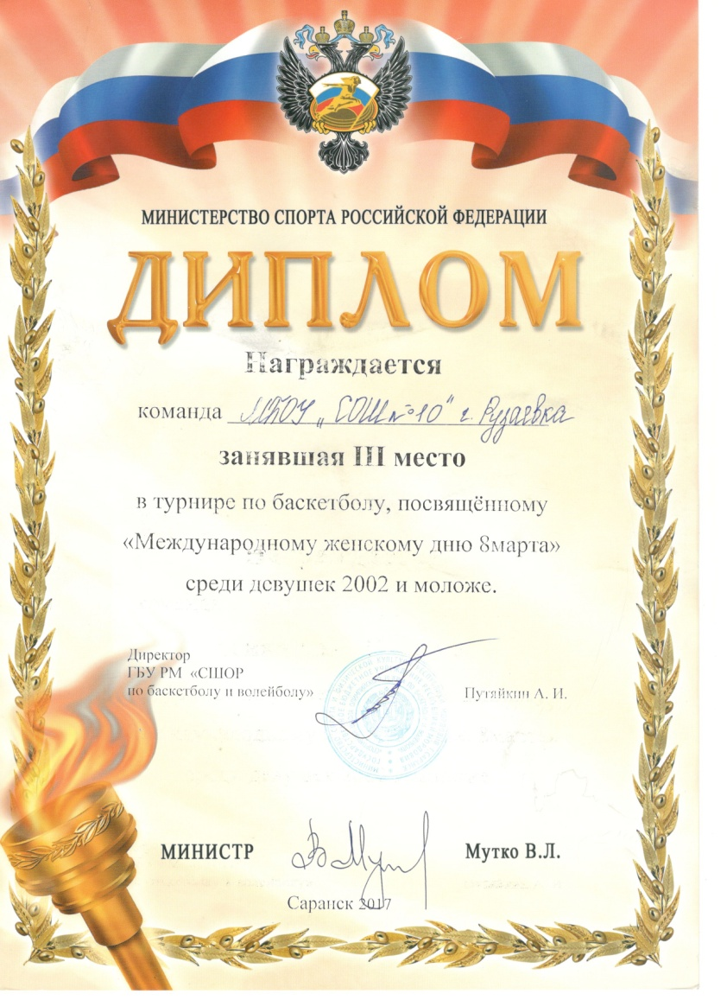 МИНИСТЕРСТВО СПОРТА РОССИЙСКОЙ ФЕДЕРАЦИИ
ДИПЛОМ
Награждается
команда МБОУ „СОШ №10" г. Рузаевка
занявшая III место
в турнире по баскетболу, посвящённому
«Международному женскому дню 8марта»
среди девушек 2002 и моложе.
Директор
ГБУ РМ «СШОР
по баскетболу и волейболу»
Путяйкин А. И.
МИНИСТР
Мутко В.Л.
Саранск 2017